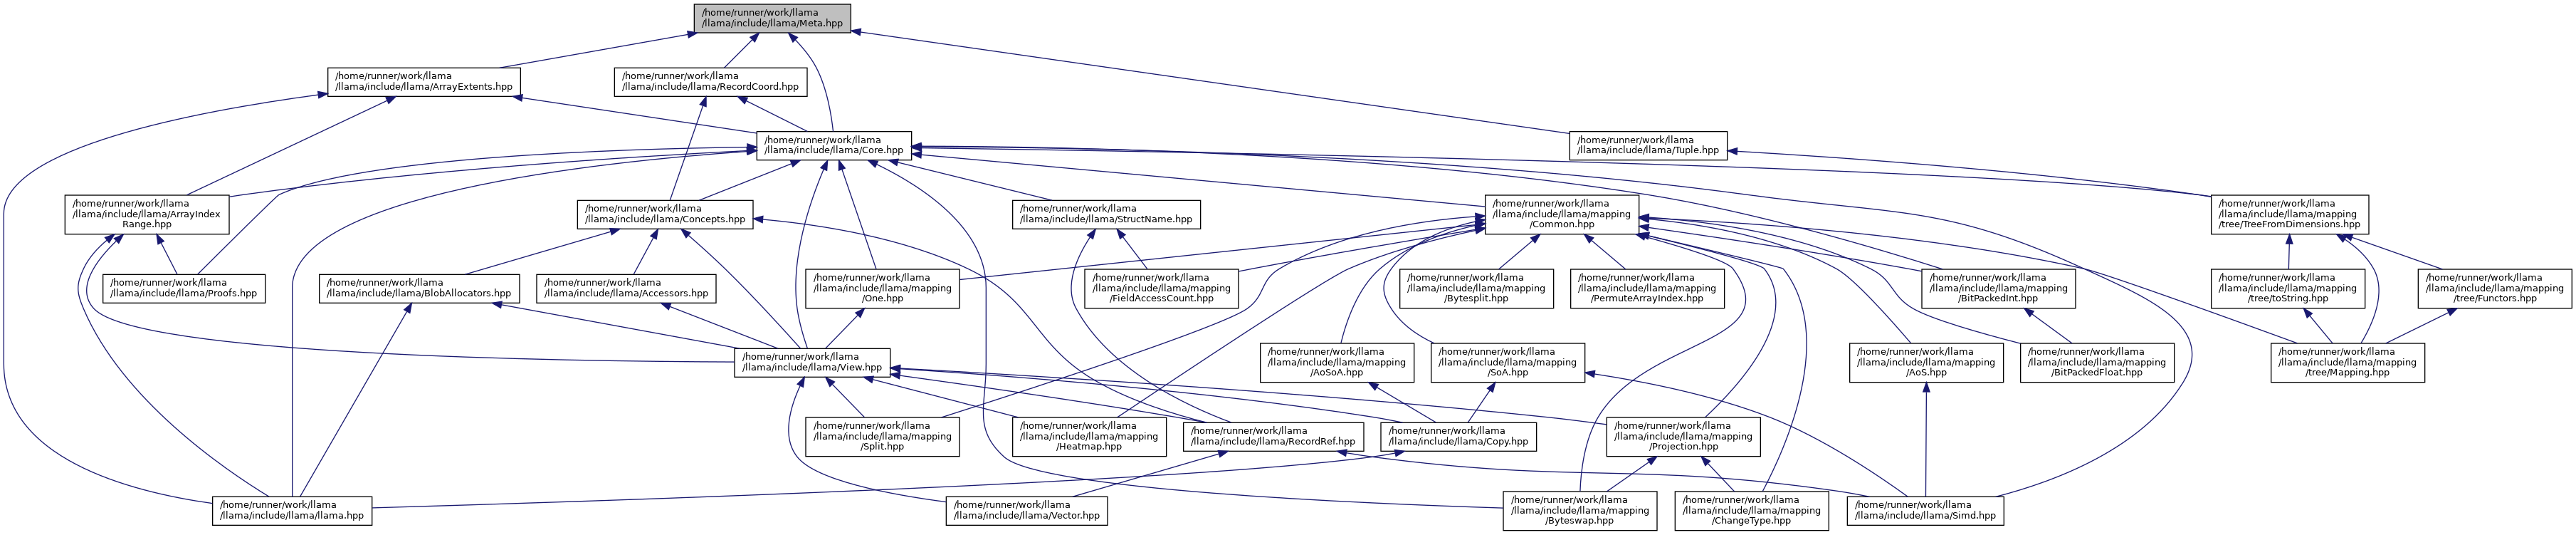 /home/runner/work/llama
/llama/include/llama/Meta.hpp
/home/runner/work/llama
/llama/include/llama/ArrayExtents.hpp
/home/runner/work/llama
/llama/include/llama/RecordCoord.hpp
/home/runner/work/llama
/llama/include/llama/Core.hpp
/home/runner/work/llama
/llama/include/llama/Tuple.hpp
/home/runner/work/llama
/llama/include/llama/ArrayIndex
Range.hpp
/home/runner/work/llama
/llama/include/llama/Concepts.hpp
/home/runner/work/llama
/llama/include/llama/StructName.hpp
/home/runner/work/llama
/llama/include/llama/mapping
/Common.hpp
/home/runner/work/llama
/llama/include/llama/mapping
/tree/TreeFromDimensions.hpp
/home/runner/work/llama
/llama/include/llama/Proofs.hpp
/home/runner/work/llama
/llama/include/llama/BlobAllocators.hpp
/home/runner/work/llama
/llama/include/llama/Accessors.hpp
/home/runner/work/llama
/llama/include/llama/mapping
/One.hpp
/home/runner/work/llama
/llama/include/llama/mapping
/FieldAccessCount.hpp
/home/runner/work/llama
/llama/include/llama/mapping
/Bytesplit.hpp
/home/runner/work/llama
/llama/include/llama/mapping
/PermuteArrayIndex.hpp
/home/runner/work/llama
/llama/include/llama/mapping
/BitPackedInt.hpp
/home/runner/work/llama
/llama/include/llama/mapping
/tree/toString.hpp
/home/runner/work/llama
/llama/include/llama/mapping
/tree/Functors.hpp
/home/runner/work/llama
/llama/include/llama/View.hpp
/home/runner/work/llama
/llama/include/llama/mapping
/AoSoA.hpp
/home/runner/work/llama
/llama/include/llama/mapping
/SoA.hpp
/home/runner/work/llama
/llama/include/llama/mapping
/AoS.hpp
/home/runner/work/llama
/llama/include/llama/mapping
/BitPackedFloat.hpp
/home/runner/work/llama
/llama/include/llama/mapping
/tree/Mapping.hpp
/home/runner/work/llama
/llama/include/llama/mapping
/Split.hpp
/home/runner/work/llama
/llama/include/llama/mapping
/Heatmap.hpp
/home/runner/work/llama
/llama/include/llama/RecordRef.hpp
/home/runner/work/llama
/llama/include/llama/Copy.hpp
/home/runner/work/llama
/llama/include/llama/mapping
/Projection.hpp
/home/runner/work/llama
/llama/include/llama/llama.hpp
/home/runner/work/llama
/llama/include/llama/Vector.hpp
/home/runner/work/llama
/llama/include/llama/mapping
/Byteswap.hpp
/home/runner/work/llama
/llama/include/llama/mapping
/ChangeType.hpp
/home/runner/work/llama
/llama/include/llama/Simd.hpp